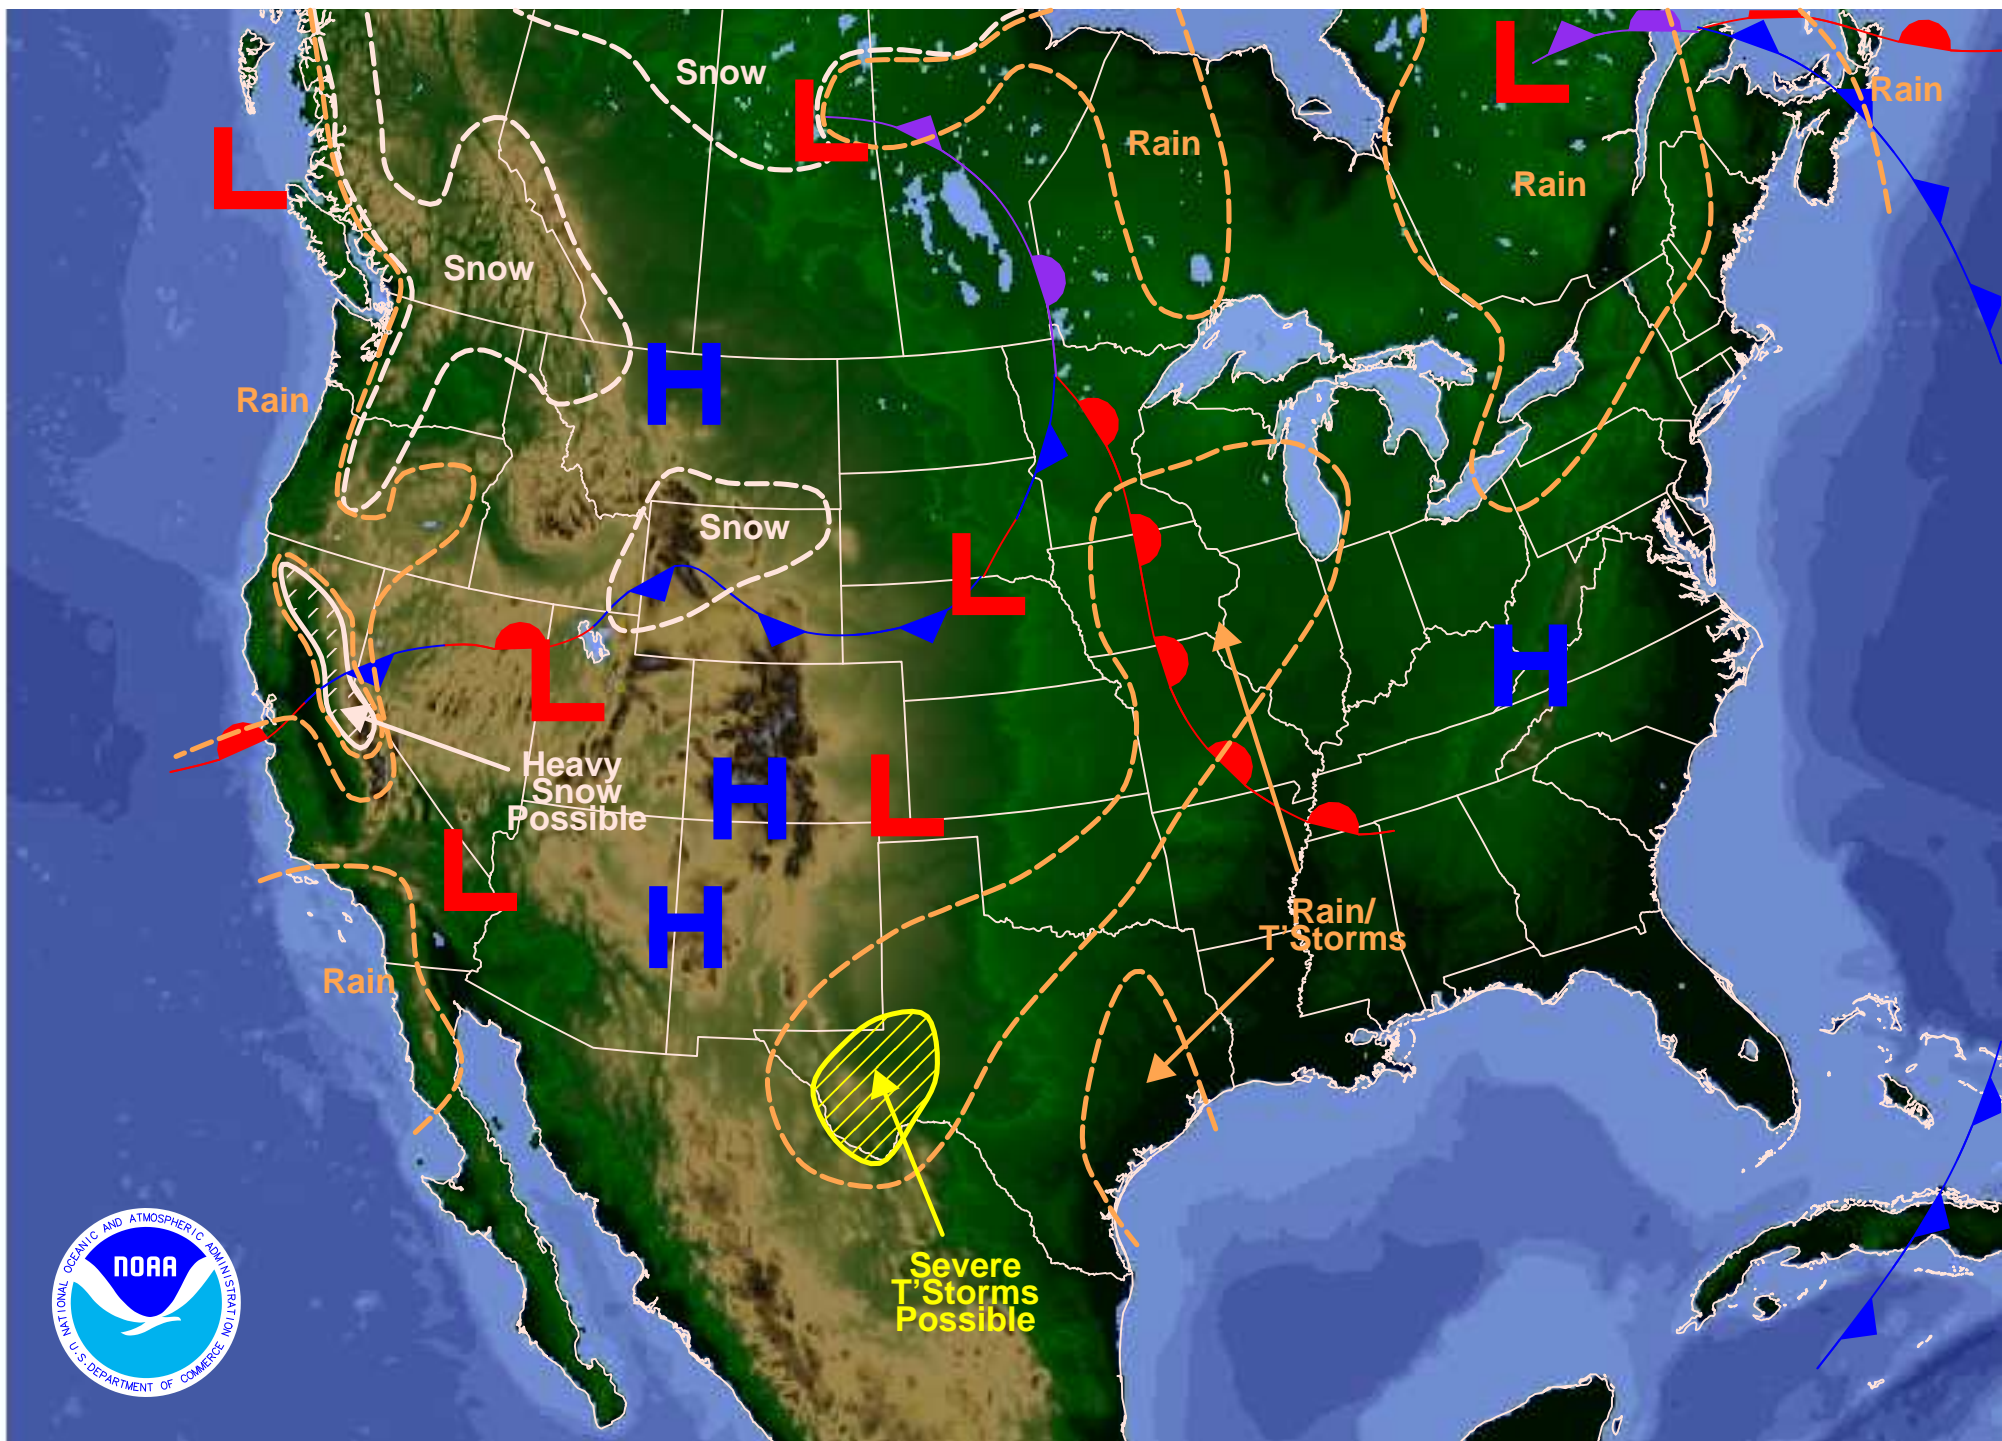 L
Snow
L
Rain
L
Rain
Rain
Snow
H
Rain
Snow
L
H
L
Heavy
Snow
Possible
H
L
L
H
Rain/
T'Storms
Rain
Severe
T'Storms
Possible
NATIONAL OCEANIC AND ATMOSPHERIC ADMINISTRATION
NOAA
U.S. DEPARTMENT OF COMMERCE